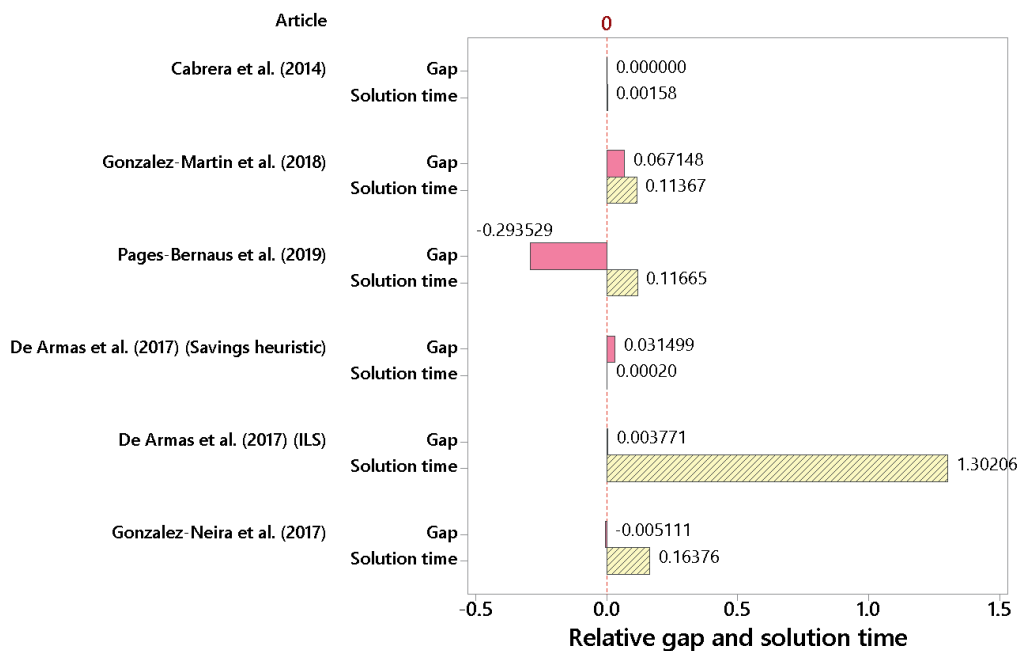 Article
0
Cabrera et al. (2014)
Gap
0.000000
Solution time
0.00158
Gonzalez-Martin et al. (2018)
Gap
0.067148
Solution time
0.11367
-0.293529
Pages-Bernaus et al. (2019)
Gap
Solution time
0.11665
De Armas et al. (2017) (Savings heuristic)
Gap
0.031499
Solution time
0.00020
De Armas et al. (2017) (ILS)
Gap
0.003771
Solution time
1.30206
Gonzalez-Neira et al. (2017)
Gap
-0.005111
Solution time
0.16376
-0.5 0.0 0.5 1.0 1.5
Relative gap and solution time